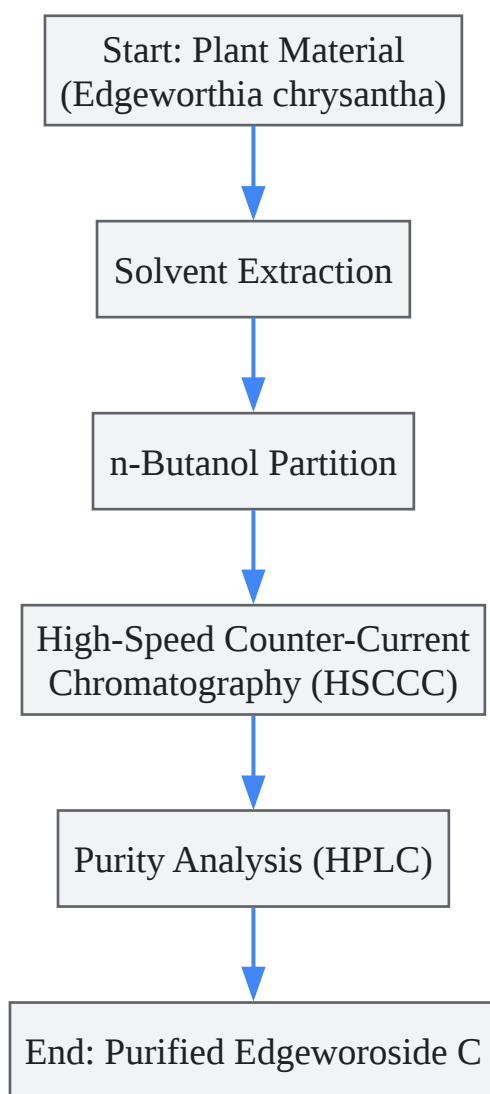 Start: Plant Material
(Edgeworthia chrysantha)
Solvent Extraction
n-Butanol Partition
High-Speed Counter-Current
Chromatography (HSCCC)
Purity Analysis (HPLC)
End: Purified Edgeworoside C